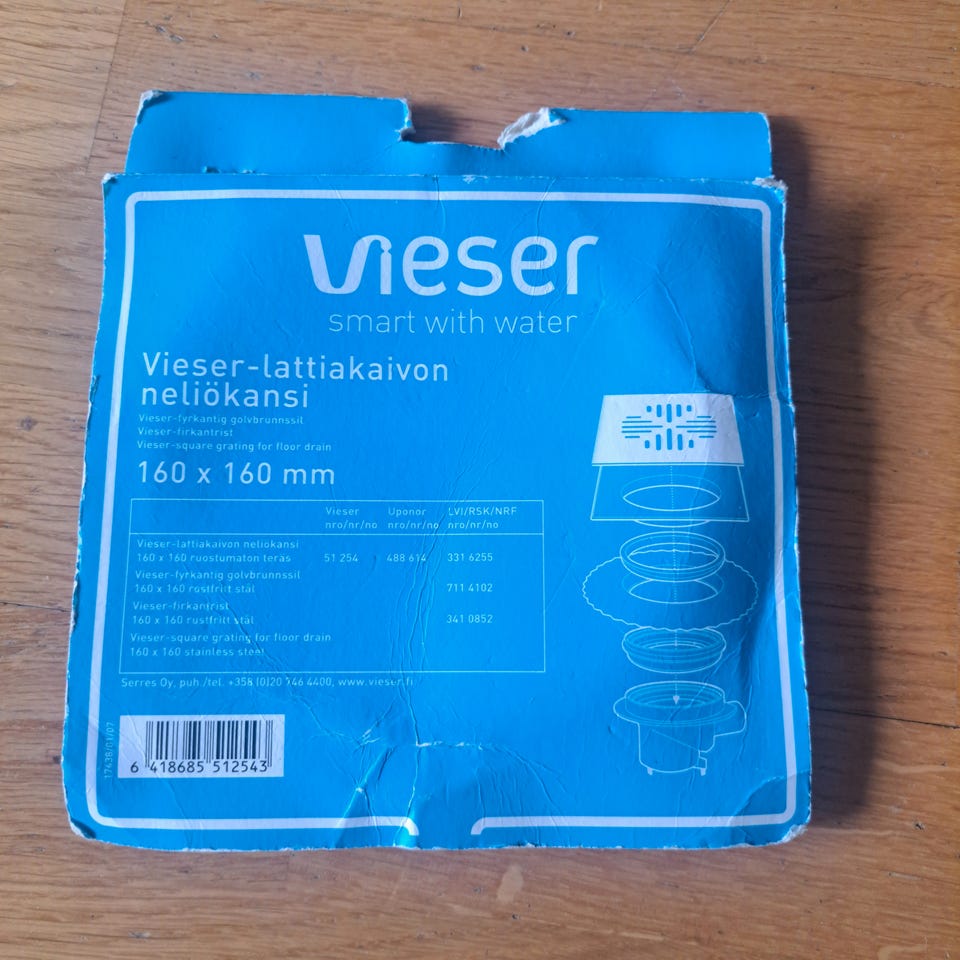 vieser
smart with water
Vieser-lattiakaivon
neliökansi
Vieser-fyrkantig golvbrunnssil
Vieser-firkantrist
Vieser-square grating for floor drain
160 x 160 mm
Vieser Uponor LVI/RSK/NRF
nro/nr/no nro/nr/no nro/nr/no
Vieser-lattiakaivon neliökansi
160 x 160 ruostumaton teräs 51 254 488 614 331 6255
Vieser-fyrkantig golvbrunnssil
160 x 160 rostfritt stål 711 4102
Vieser-firkantrist
160 x 160 rustfritt stål 341 0852
Vieser-square grating for floor drain
160 x 160 stainless steel
Serres Oy, puh./tel. +358 (0)20 746 4400, www.vieser.fi
17438/01/07
6 418685 512543